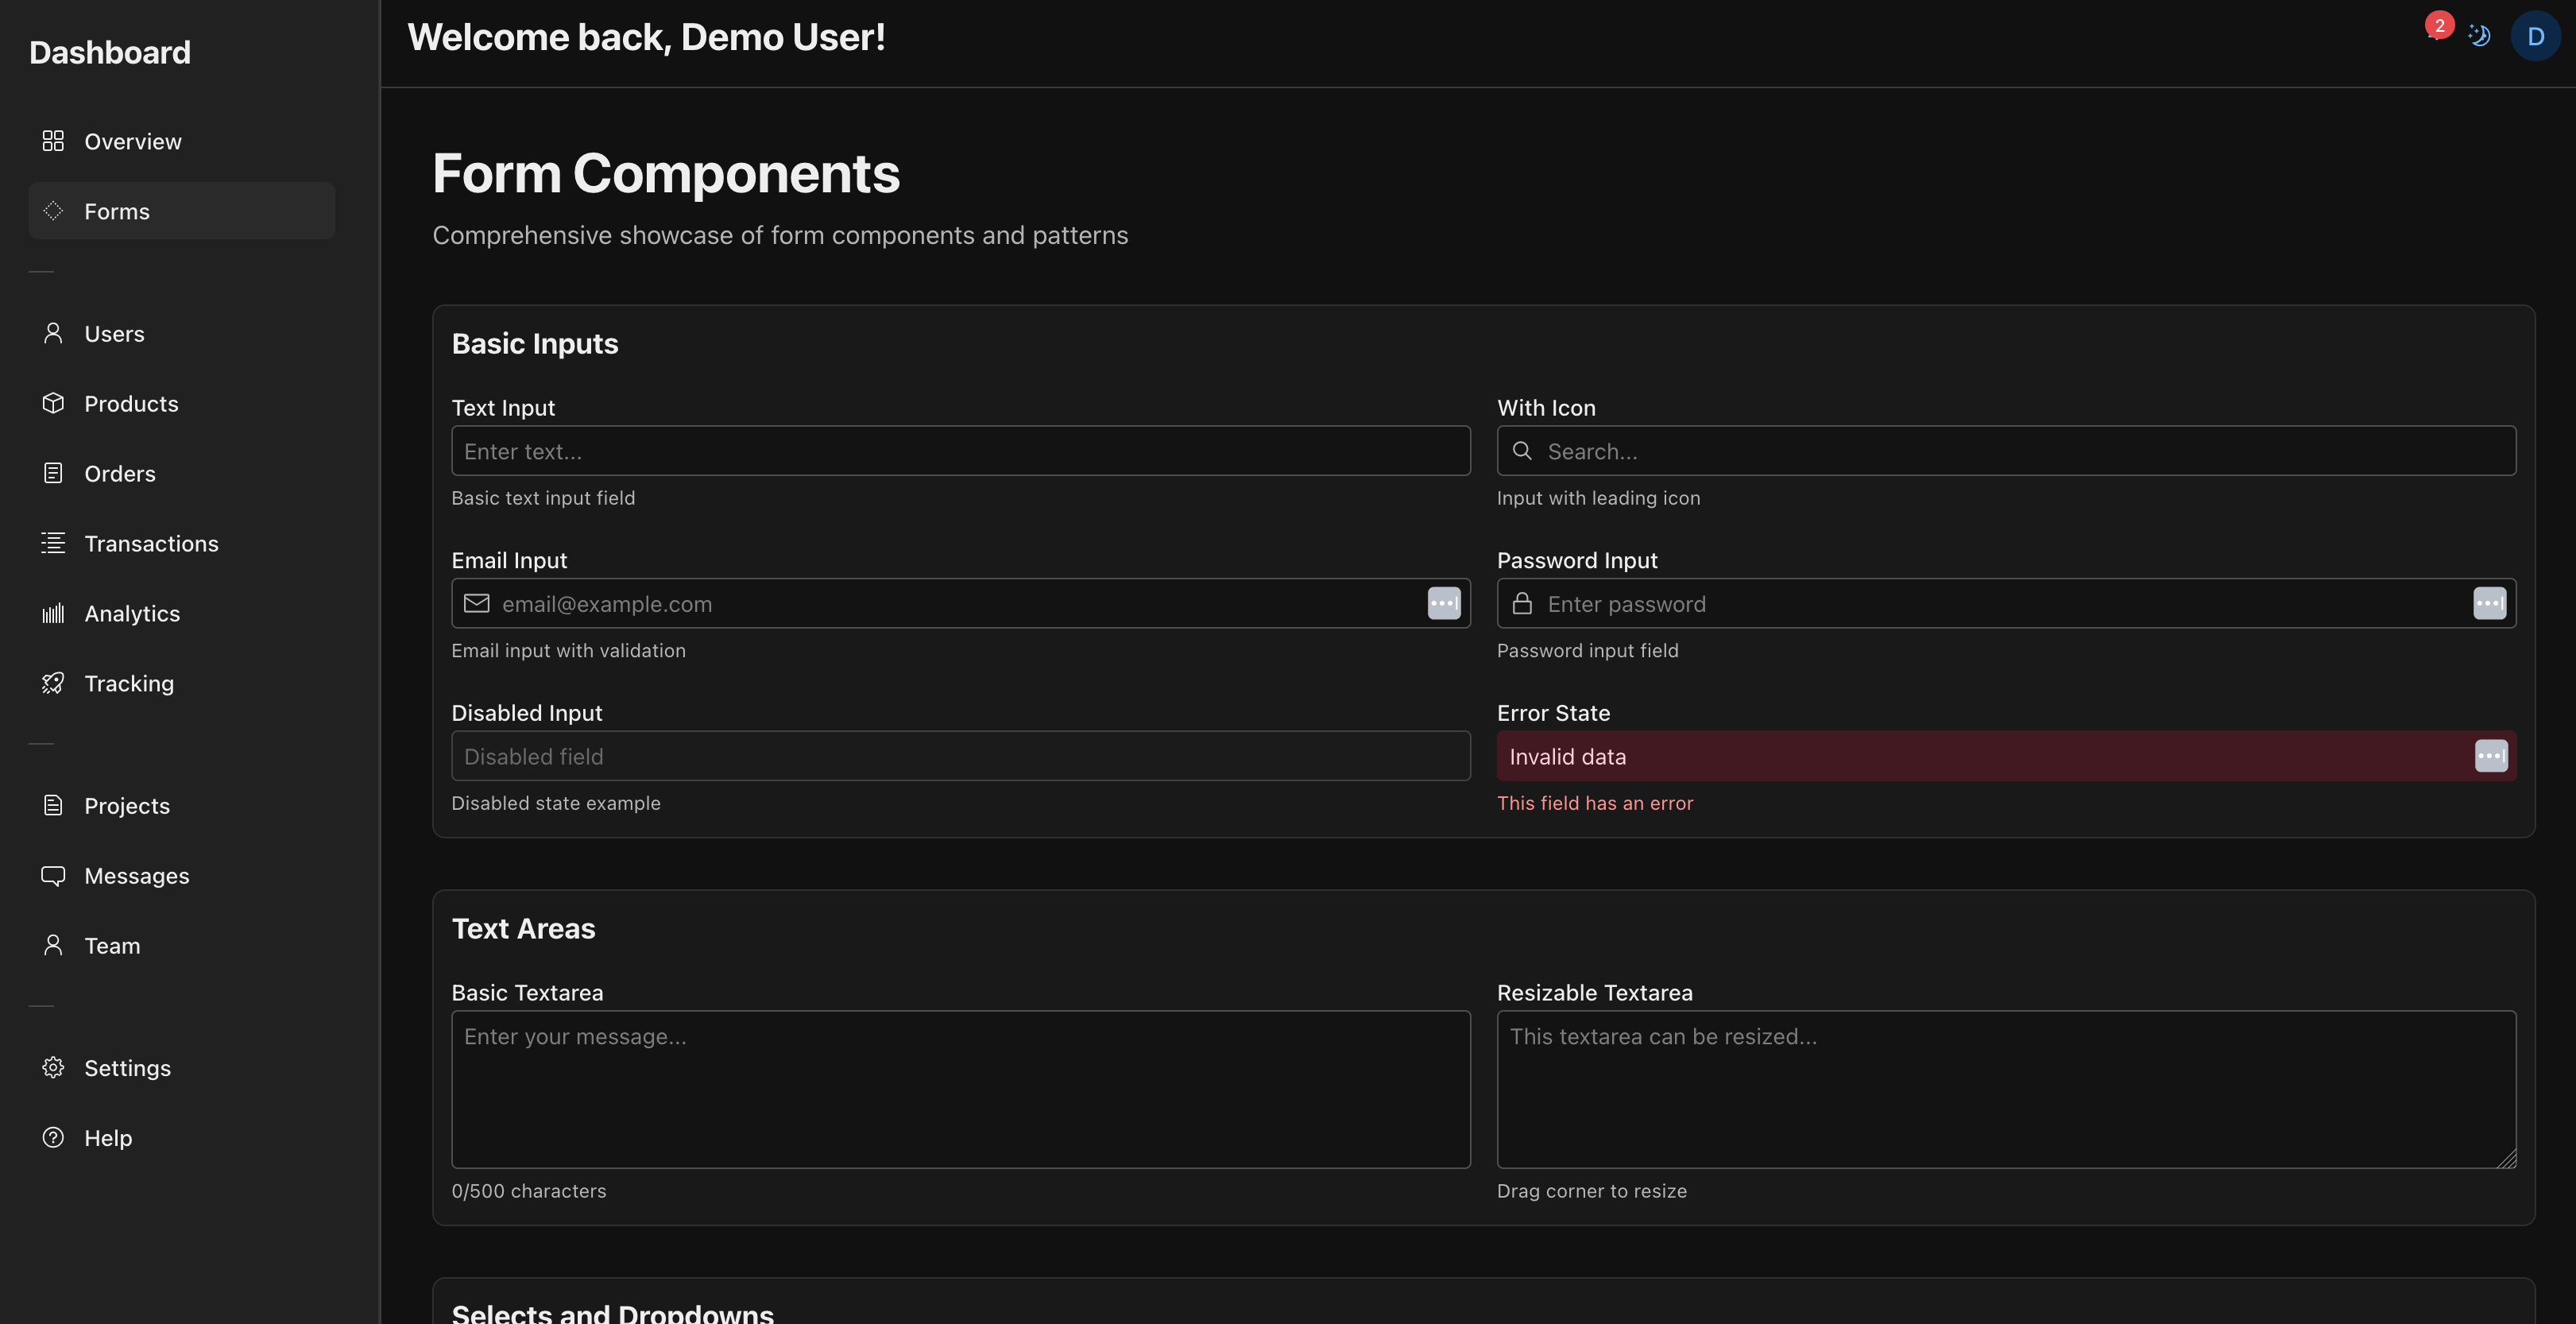 Dashboard
Overview
Forms
Users
Products
Orders
Transactions
Analytics
Tracking
Projects
Messages
Team
Settings
Help
Welcome back, Demo User!
2
D
Form Components
Comprehensive showcase of form components and patterns
Basic Inputs
Text Input
Enter text...
Basic text input field
With Icon
Search...
Input with leading icon
Email Input
email@example.com
Email input with validation
Password Input
Enter password
Password input field
Disabled Input
Disabled field
Disabled state example
Error State
Invalid data
This field has an error
Text Areas
Basic Textarea
Enter your message...
0/500 characters
Resizable Textarea
This textarea can be resized...
Drag corner to resize
Selects and Dropdowns